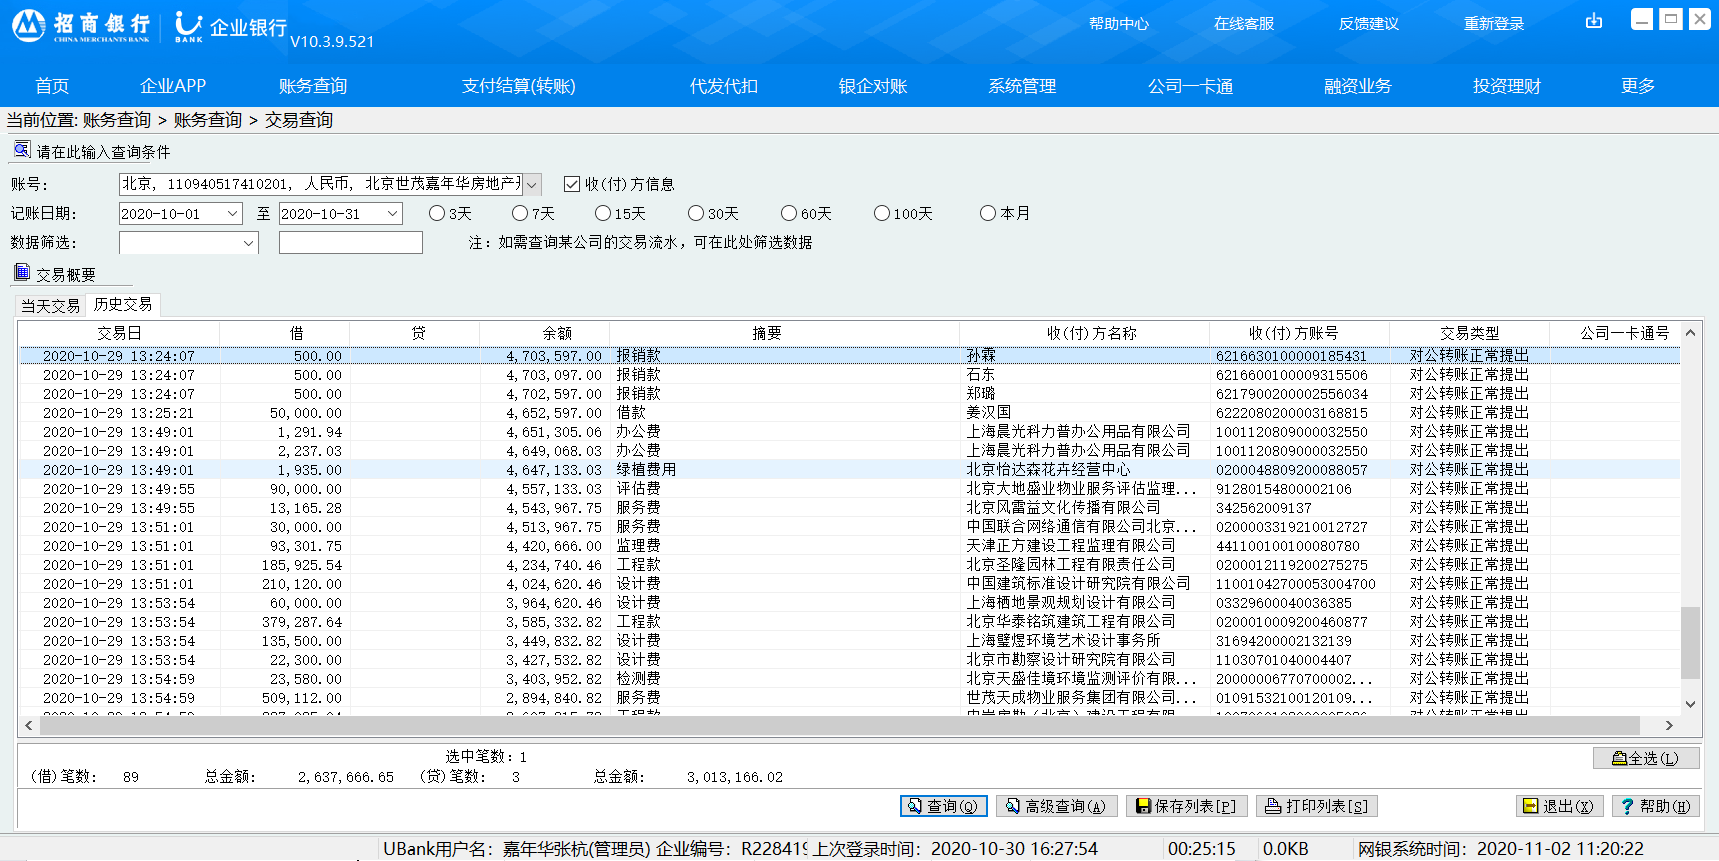 招商银行 CHINA MERCHANTS BANK U BANK 企业银行 V10.3.9.521 帮助中心 在线客服 反馈建议 重新登录
首页 企业APP 账务查询 支付结算(转账) 代发代扣 银企对账 系统管理 公司一卡通 融资业务 投资理财 更多
当前位置: 账务查询 > 账务查询 > 交易查询
请在此输入查询条件
账号: 北京, 110940517410201, 人民币, 北京世茂嘉年华房地产 收(付)方信息
记账日期: 2020-10-01 至 2020-10-31 3天 7天 15天 30天 60天 100天 本月
数据筛选: 注: 如需查询某公司的交易流水, 可在此处筛选数据
交易概要
当天交易 历史交易
交易日 借 贷 余额 摘要 收(付)方名称 收(付)方账号 交易类型 公司一卡通号
2020-10-29 13:24:07 500.00 4,703,597.00 报销款 孙霖 6216630100000185431 对公转账正常提出
2020-10-29 13:24:07 500.00 4,703,097.00 报销款 石东 6216600100009315506 对公转账正常提出
2020-10-29 13:24:07 500.00 4,702,597.00 报销款 郑璐 6217900200002556034 对公转账正常提出
2020-10-29 13:25:21 50,000.00 4,652,597.00 借款 姜汉国 6222080200003168815 对公转账正常提出
2020-10-29 13:49:01 1,291.94 4,651,305.06 办公费 上海晨光科力普办公用品有限公司 1001120809000032550 对公转账正常提出
2020-10-29 13:49:01 2,237.03 4,649,068.03 办公费 上海晨光科力普办公用品有限公司 1001120809000032550 对公转账正常提出
2020-10-29 13:49:01 1,935.00 4,647,133.03 绿植费用 北京怡达森花卉经营中心 0200048809200088057 对公转账正常提出
2020-10-29 13:49:55 90,000.00 4,557,133.03 评估费 北京大地盛业物业服务评估监理... 91280154800002106 对公转账正常提出
2020-10-29 13:49:55 13,165.28 4,543,967.75 服务费 北京风雷益文化传播有限公司 342562009137 对公转账正常提出
2020-10-29 13:51:01 30,000.00 4,513,967.75 服务费 中国联合网络通信有限公司北京... 0200003319210012727 对公转账正常提出
2020-10-29 13:51:01 93,301.75 4,420,666.00 监理费 天津正方建设工程监理有限公司 441100100100080780 对公转账正常提出
2020-10-29 13:51:01 185,925.54 4,234,740.46 工程款 北京圣隆园林工程有限责任公司 0200012119200275275 对公转账正常提出
2020-10-29 13:51:01 210,120.00 4,024,620.46 设计费 中国建筑标准设计研究院有限公司 11001042700053004700 对公转账正常提出
2020-10-29 13:53:54 60,000.00 3,964,620.46 设计费 上海栖地景观规划设计有限公司 03329600040036385 对公转账正常提出
2020-10-29 13:53:54 379,287.64 3,585,332.82 工程款 北京华泰铭筑建筑工程有限公司 0200010009200460877 对公转账正常提出
2020-10-29 13:53:54 135,500.00 3,449,832.82 设计费 上海璧煜环境艺术设计事务所 31694200002132139 对公转账正常提出
2020-10-29 13:53:54 22,300.00 3,427,532.82 设计费 北京市勘察设计研究院有限公司 11030701040004407 对公转账正常提出
2020-10-29 13:54:59 23,580.00 3,403,952.82 检测费 北京天盛佳境环境监测评价有限... 20000006770700002... 对公转账正常提出
2020-10-29 13:54:59 509,112.00 2,894,840.82 服务费 世茂天成物业服务集团有限公司... 01091532100120109... 对公转账正常提出
选中笔数: 1 全选(L)
(借)笔数: 89 总金额: 2,637,666.65 (贷)笔数: 3 总金额: 3,013,166.02
查询(Q) 高级查询(A) 保存列表[P] 打印列表[S] 退出(X) 帮助(H)
UBank用户名: 嘉年华张杭(管理员) 企业编号: R228419 上次登录时间: 2020-10-30 16:27:54 00:25:15 0.0KB 网银系统时间: 2020-11-02 11:20:22